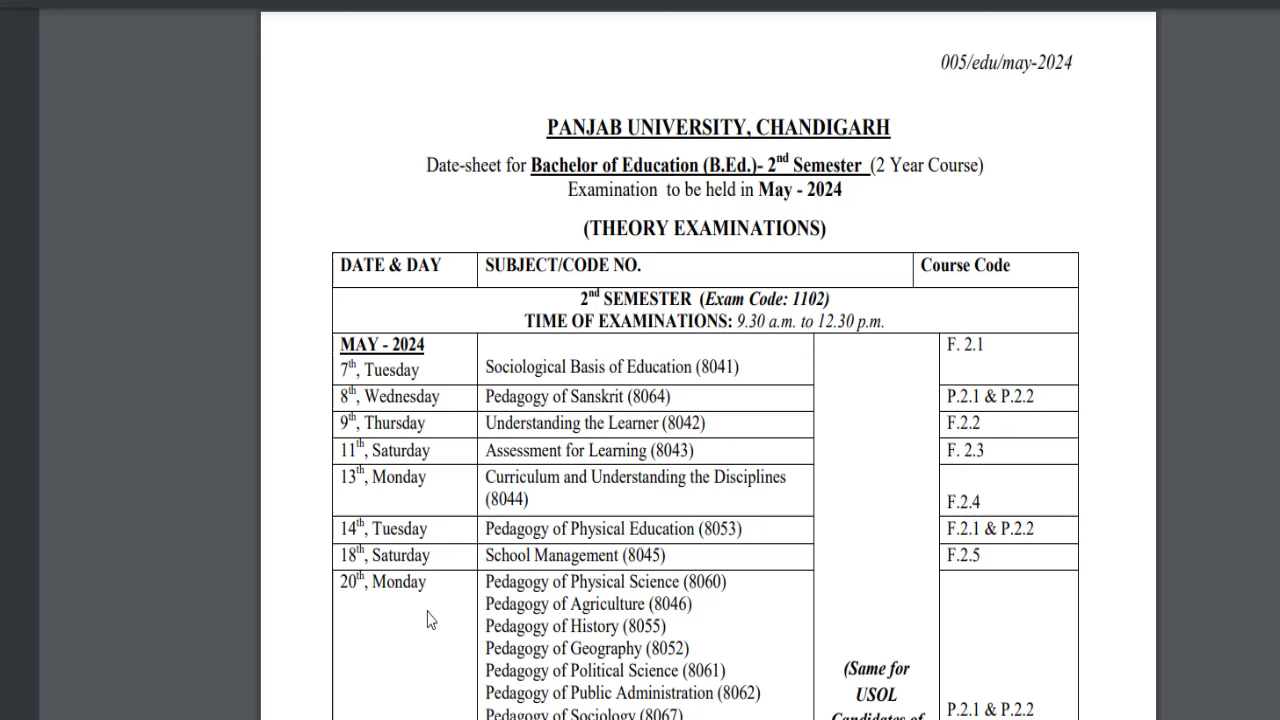 005/edu/may-2024
PANJAB UNIVERSITY, CHANDIGARH
Date-sheet for Bachelor of Education (B.Ed.)- 2nd Semester (2 Year Course)
Examination to be held in May - 2024
(THEORY EXAMINATIONS)
DATE & DAY SUBJECT/CODE NO. Course Code
2nd SEMESTER (Exam Code: 1102)
TIME OF EXAMINATIONS: 9.30 a.m. to 12.30 p.m.
MAY - 2024 F. 2.1
7th, Tuesday Sociological Basis of Education (8041)
8th, Wednesday Pedagogy of Sanskrit (8064) P.2.1 & P.2.2
9th, Thursday Understanding the Learner (8042) F.2.2
11th, Saturday Assessment for Learning (8043) F. 2.3
13th, Monday Curriculum and Understanding the Disciplines
(8044) F.2.4
14th, Tuesday Pedagogy of Physical Education (8053) F.2.1 & P.2.2
18th, Saturday School Management (8045) F.2.5
20th, Monday Pedagogy of Physical Science (8060)
Pedagogy of Agriculture (8046)
Pedagogy of History (8055)
Pedagogy of Geography (8052)
Pedagogy of Political Science (8061) (Same for
Pedagogy of Public Administration (8062) USOL
Pedagogy of Sociology (8067) Candidates of P.2.1 & P.2.2